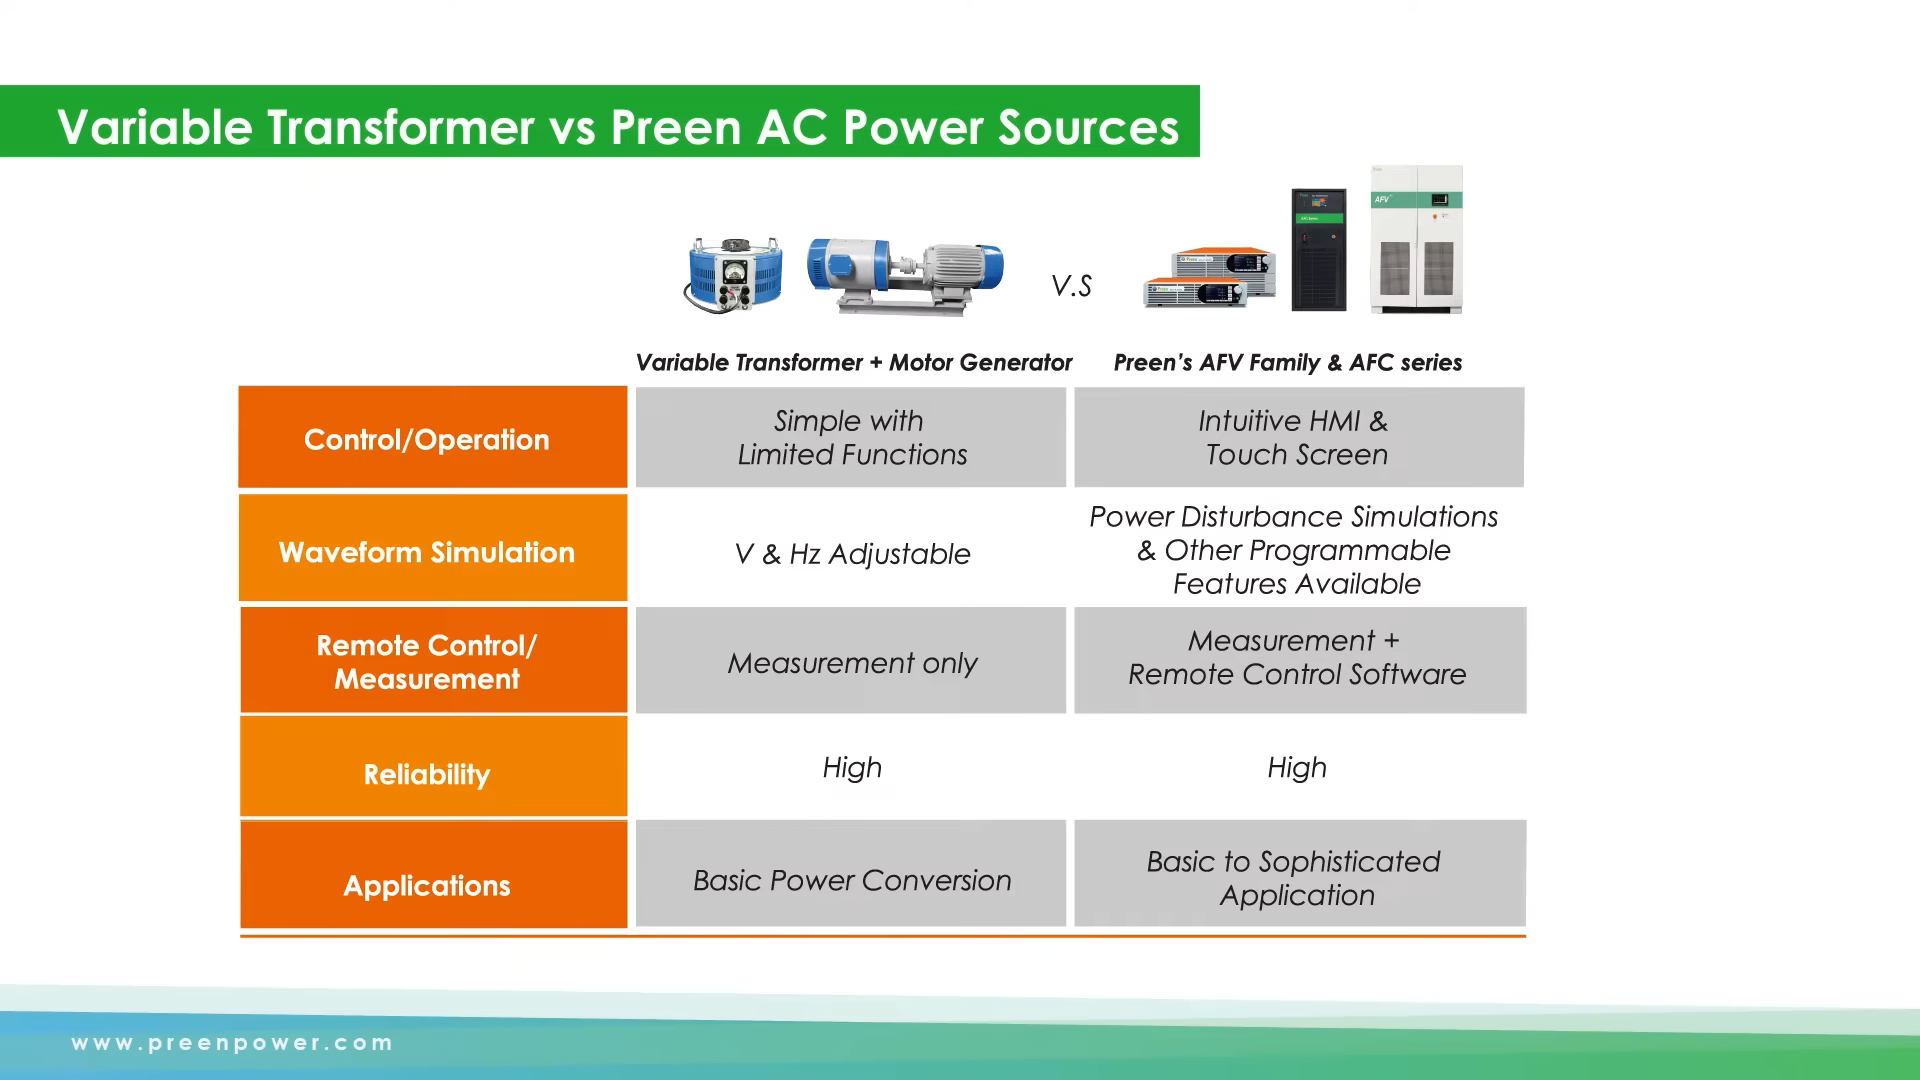 Variable Transformer vs Preen AC Power Sources
AFV
V.S
Variable Transformer + Motor Generator
Preen's AFV Family & AFC series
Control/Operation
Simple with
Limited Functions
Intuitive HMI &
Touch Screen
Waveform Simulation
V & Hz Adjustable
Power Disturbance Simulations
& Other Programmable
Features Available
Remote Control/
Measurement
Measurement only
Measurement +
Remote Control Software
Reliability
High
High
Applications
Basic Power Conversion
Basic to Sophisticated
Application
www.preenpower.com